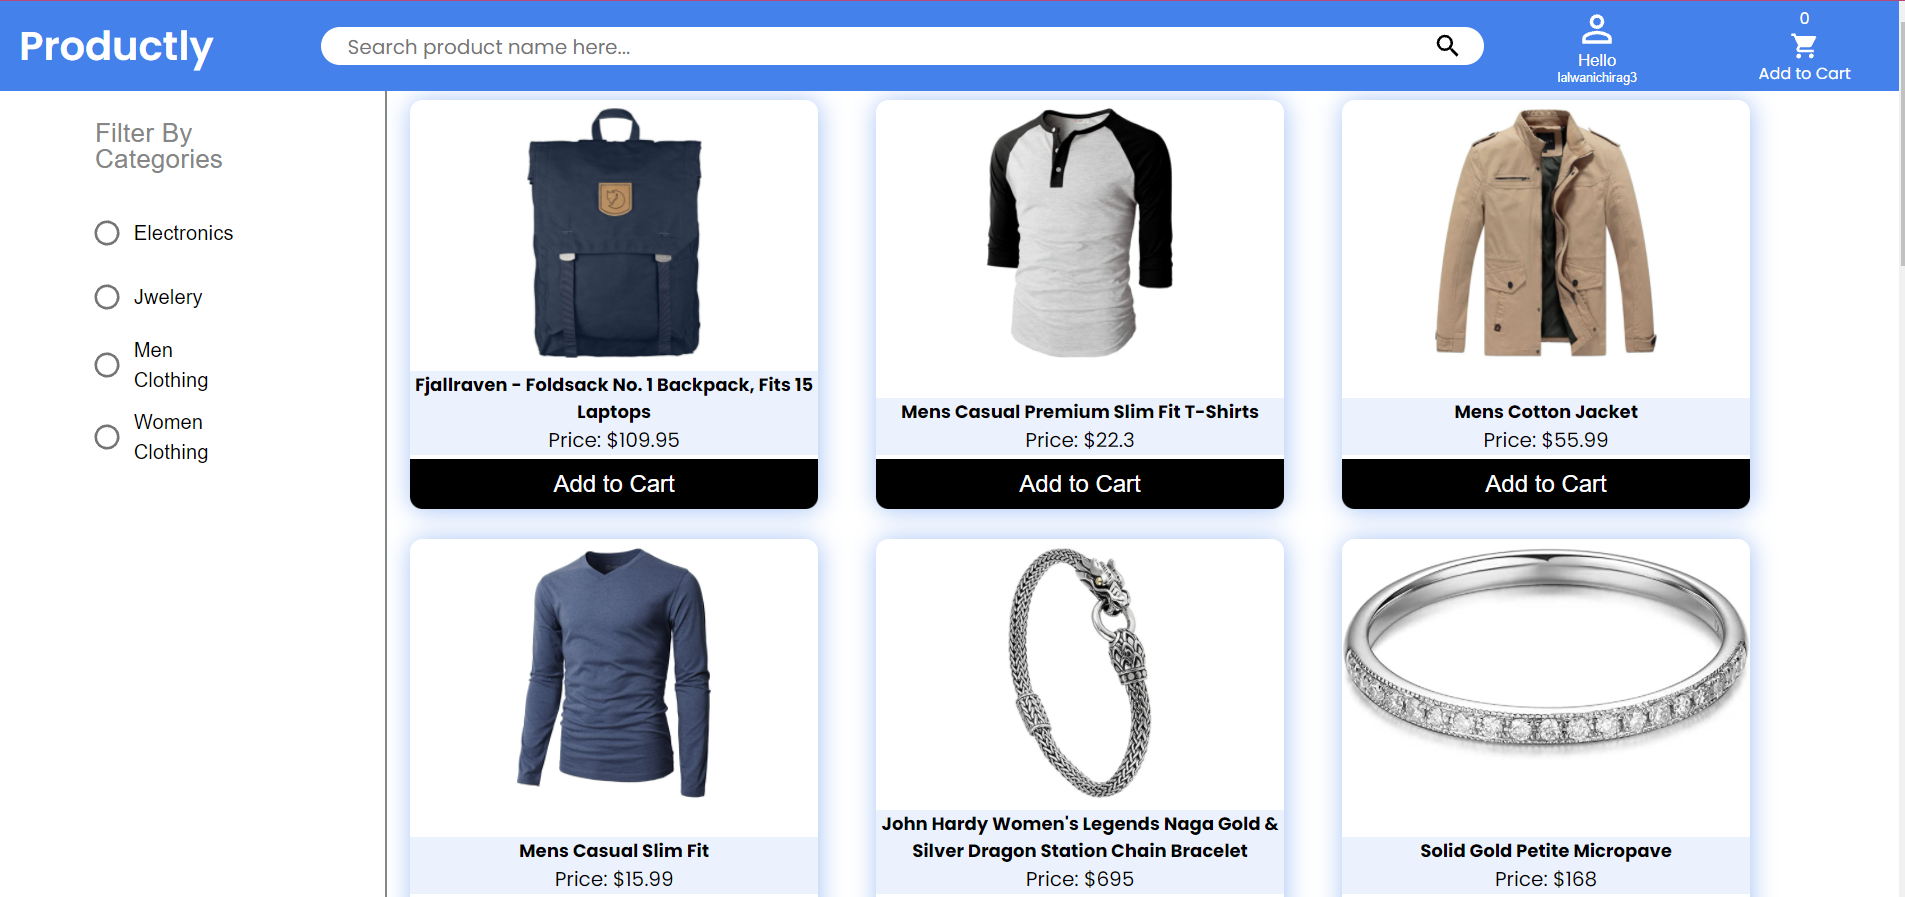 Productly
Search product name here...
Hello
lalwanichirag3
0
Add to Cart
Filter By
Categories
Electronics
Jwelery
Men
Clothing
Women
Clothing
Fjallraven - Foldsack No. 1 Backpack, Fits 15
Laptops
Price: $109.95
Add to Cart
Mens Casual Premium Slim Fit T-Shirts
Price: $22.3
Add to Cart
Mens Cotton Jacket
Price: $55.99
Add to Cart
Mens Casual Slim Fit
Price: $15.99
John Hardy Women's Legends Naga Gold &
Silver Dragon Station Chain Bracelet
Price: $695
Solid Gold Petite Micropave
Price: $168